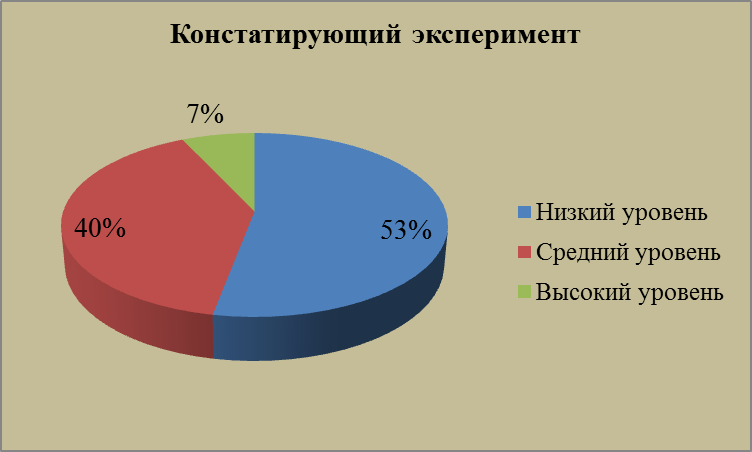 Констатирующий эксперимент
7%
40%
53%
Низкий уровень
Средний уровень
Высокий уровень